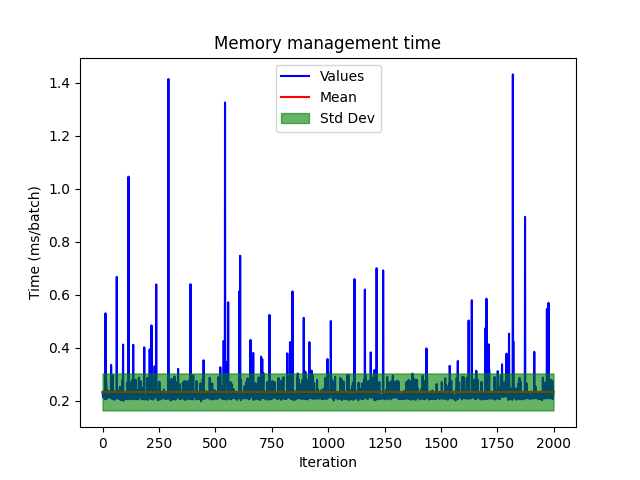 Memory management time
Values
Mean
Std Dev
Time (ms/batch)
1.4
1.2
1.0
0.8
0.6
0.4
0.2
0 250 500 750 1000 1250 1500 1750 2000
Iteration